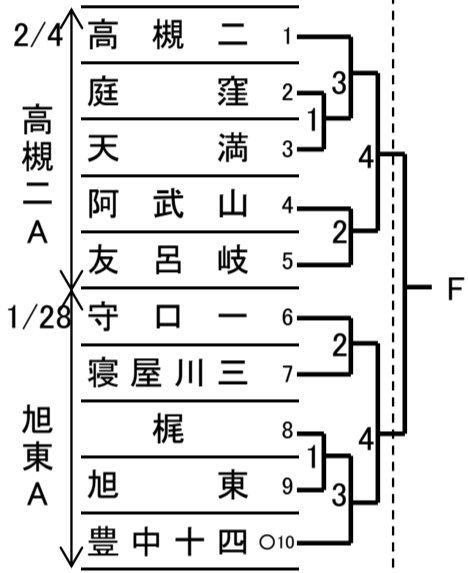 2/4
高槻二A
高槻二 1
庭窪 2
天満 3
阿武山 4
友呂岐 5
1
3
2
4
F
1/28
旭東A
守口一 6
寝屋川三 7
梶 8
旭東 9
豊中十四 ○10
2
1
3
4